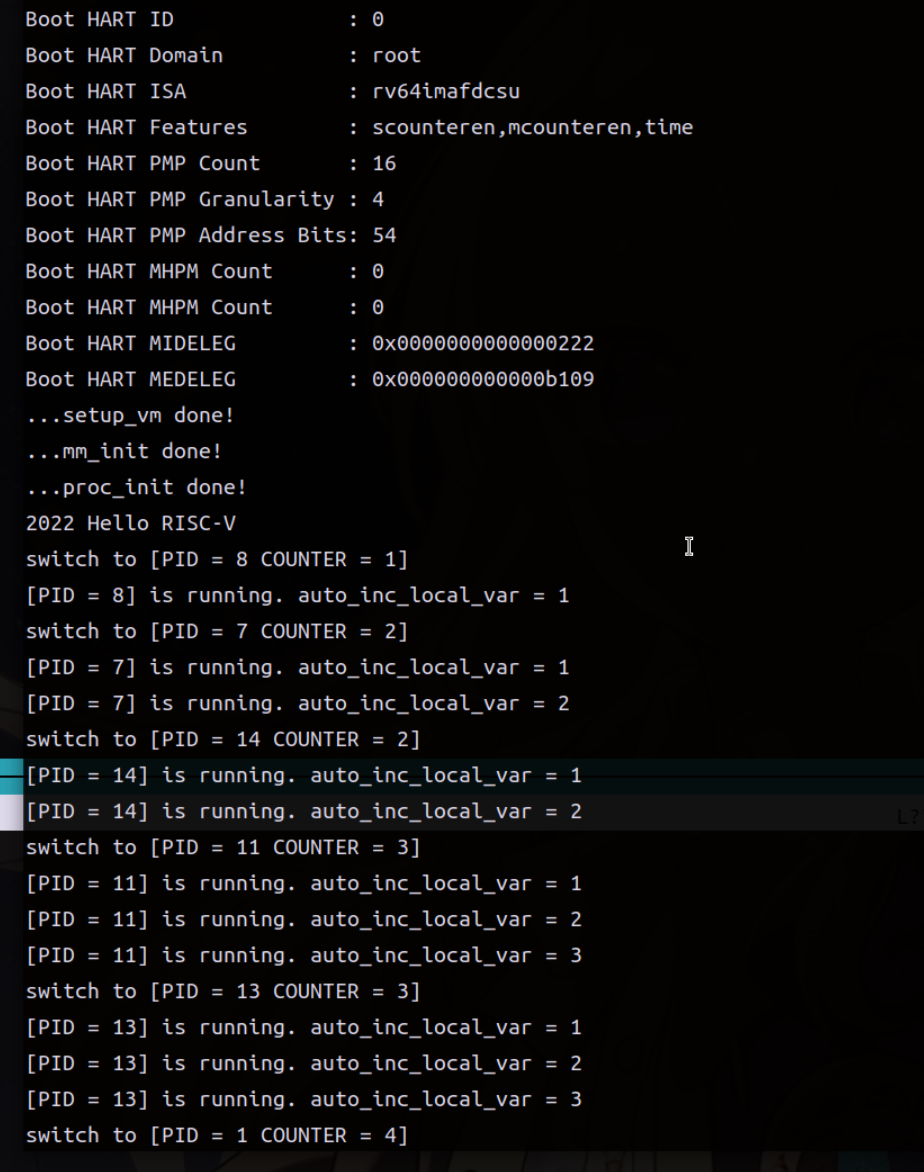 Boot HART ID              : 0
Boot HART Domain          : root
Boot HART ISA             : rv64imafdcsu
Boot HART Features        : scounteren,mcounteren,time
Boot HART PMP Count       : 16
Boot HART PMP Granularity : 4
Boot HART PMP Address Bits: 54
Boot HART MHPM Count      : 0
Boot HART MHPM Count      : 0
Boot HART MIDELEG         : 0x0000000000000222
Boot HART MEDELEG         : 0x000000000000b109
...setup_vm done!
...mm_init done!
...proc_init done!
2022 Hello RISC-V
switch to [PID = 8 COUNTER = 1]
[PID = 8] is running. auto_inc_local_var = 1
switch to [PID = 7 COUNTER = 2]
[PID = 7] is running. auto_inc_local_var = 1
[PID = 7] is running. auto_inc_local_var = 2
switch to [PID = 14 COUNTER = 2]
[PID = 14] is running. auto_inc_local_var = 1
[PID = 14] is running. auto_inc_local_var = 2
switch to [PID = 11 COUNTER = 3]
[PID = 11] is running. auto_inc_local_var = 1
[PID = 11] is running. auto_inc_local_var = 2
[PID = 11] is running. auto_inc_local_var = 3
switch to [PID = 13 COUNTER = 3]
[PID = 13] is running. auto_inc_local_var = 1
[PID = 13] is running. auto_inc_local_var = 2
[PID = 13] is running. auto_inc_local_var = 3
switch to [PID = 1 COUNTER = 4]